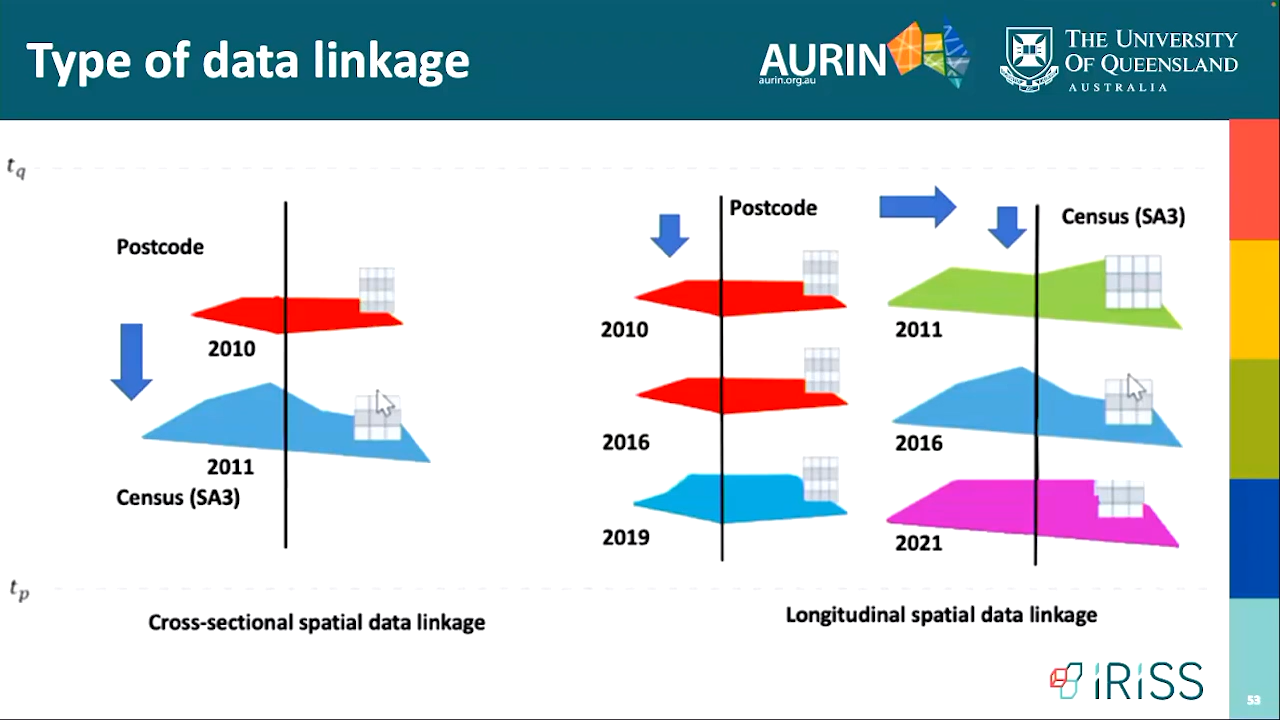 Type of data linkage
AURIN
aurin.org.au
THE UNIVERSITY
OF QUEENSLAND
AUSTRALIA
t_q
Postcode
2010
2011
Census (SA3)
Postcode
Census (SA3)
2010
2011
2016
2016
2019
2021
t_p
Cross-sectional spatial data linkage
Longitudinal spatial data linkage
iRiSS
53